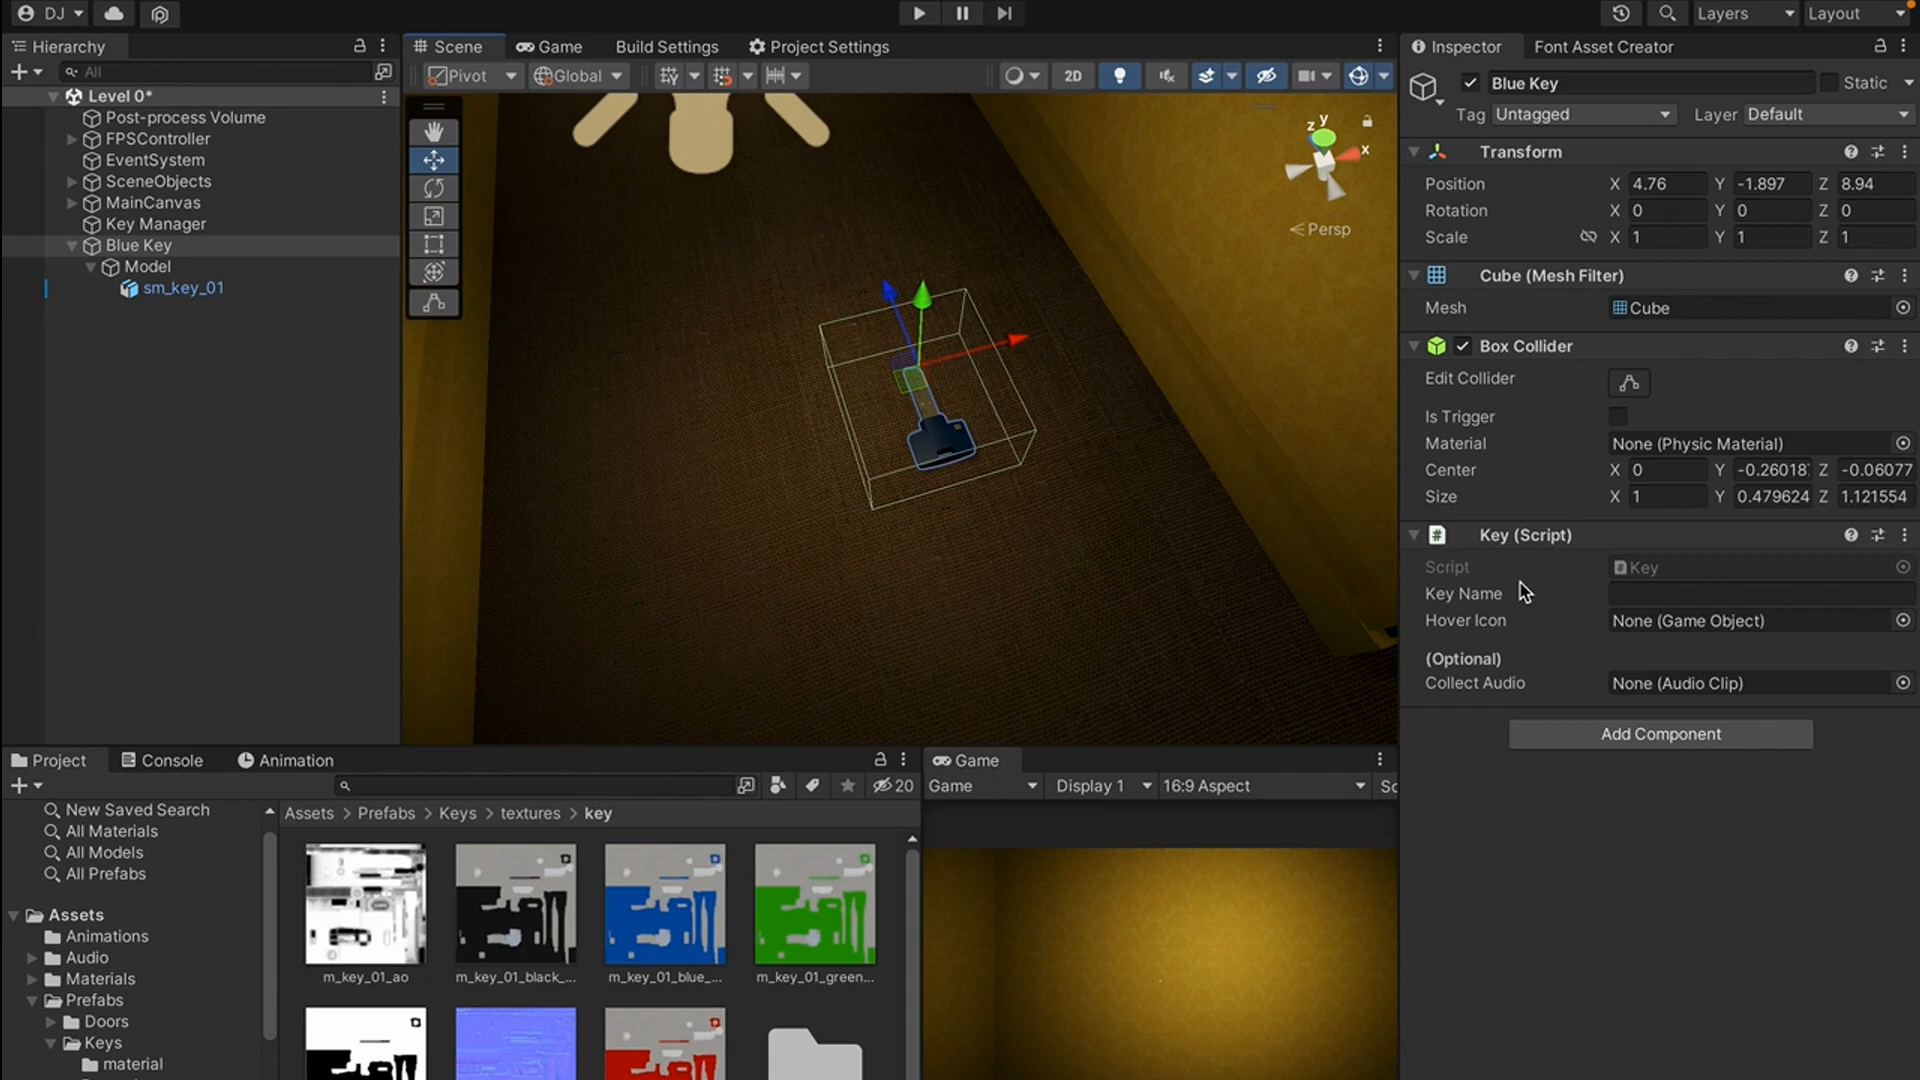 DJ
Layers
Layout
Hierarchy
All
Level 0*
Post-process Volume
FPSController
EventSystem
SceneObjects
MainCanvas
Key Manager
Blue Key
Model
sm_key_01
Scene
Game
Build Settings
Project Settings
Pivot
Global
2D
y
z
x
Persp
Inspector
Font Asset Creator
Blue Key
Static
Tag Untagged
Layer Default
Transform
Position X 4.76 Y -1.897 Z 8.94
Rotation X 0 Y 0 Z 0
Scale X 1 Y 1 Z 1
Cube (Mesh Filter)
Mesh Cube
Box Collider
Edit Collider
Is Trigger
Material None (Physic Material)
Center X 0 Y -0.26018 Z -0.06077
Size X 1 Y 0.479624 Z 1.121554
Key (Script)
Script Key
Key Name
Hover Icon None (Game Object)
(Optional)
Collect Audio None (Audio Clip)
Add Component
Project
Console
Animation
20
New Saved Search
All Materials
All Models
All Prefabs
Assets
Animations
Audio
Materials
Prefabs
Doors
Keys
material
Assets > Prefabs > Keys > textures > key
m_key_01_ao
m_key_01_black_...
m_key_01_blue_...
m_key_01_green...
Game
Game
Display 1
16:9 Aspect
Sc